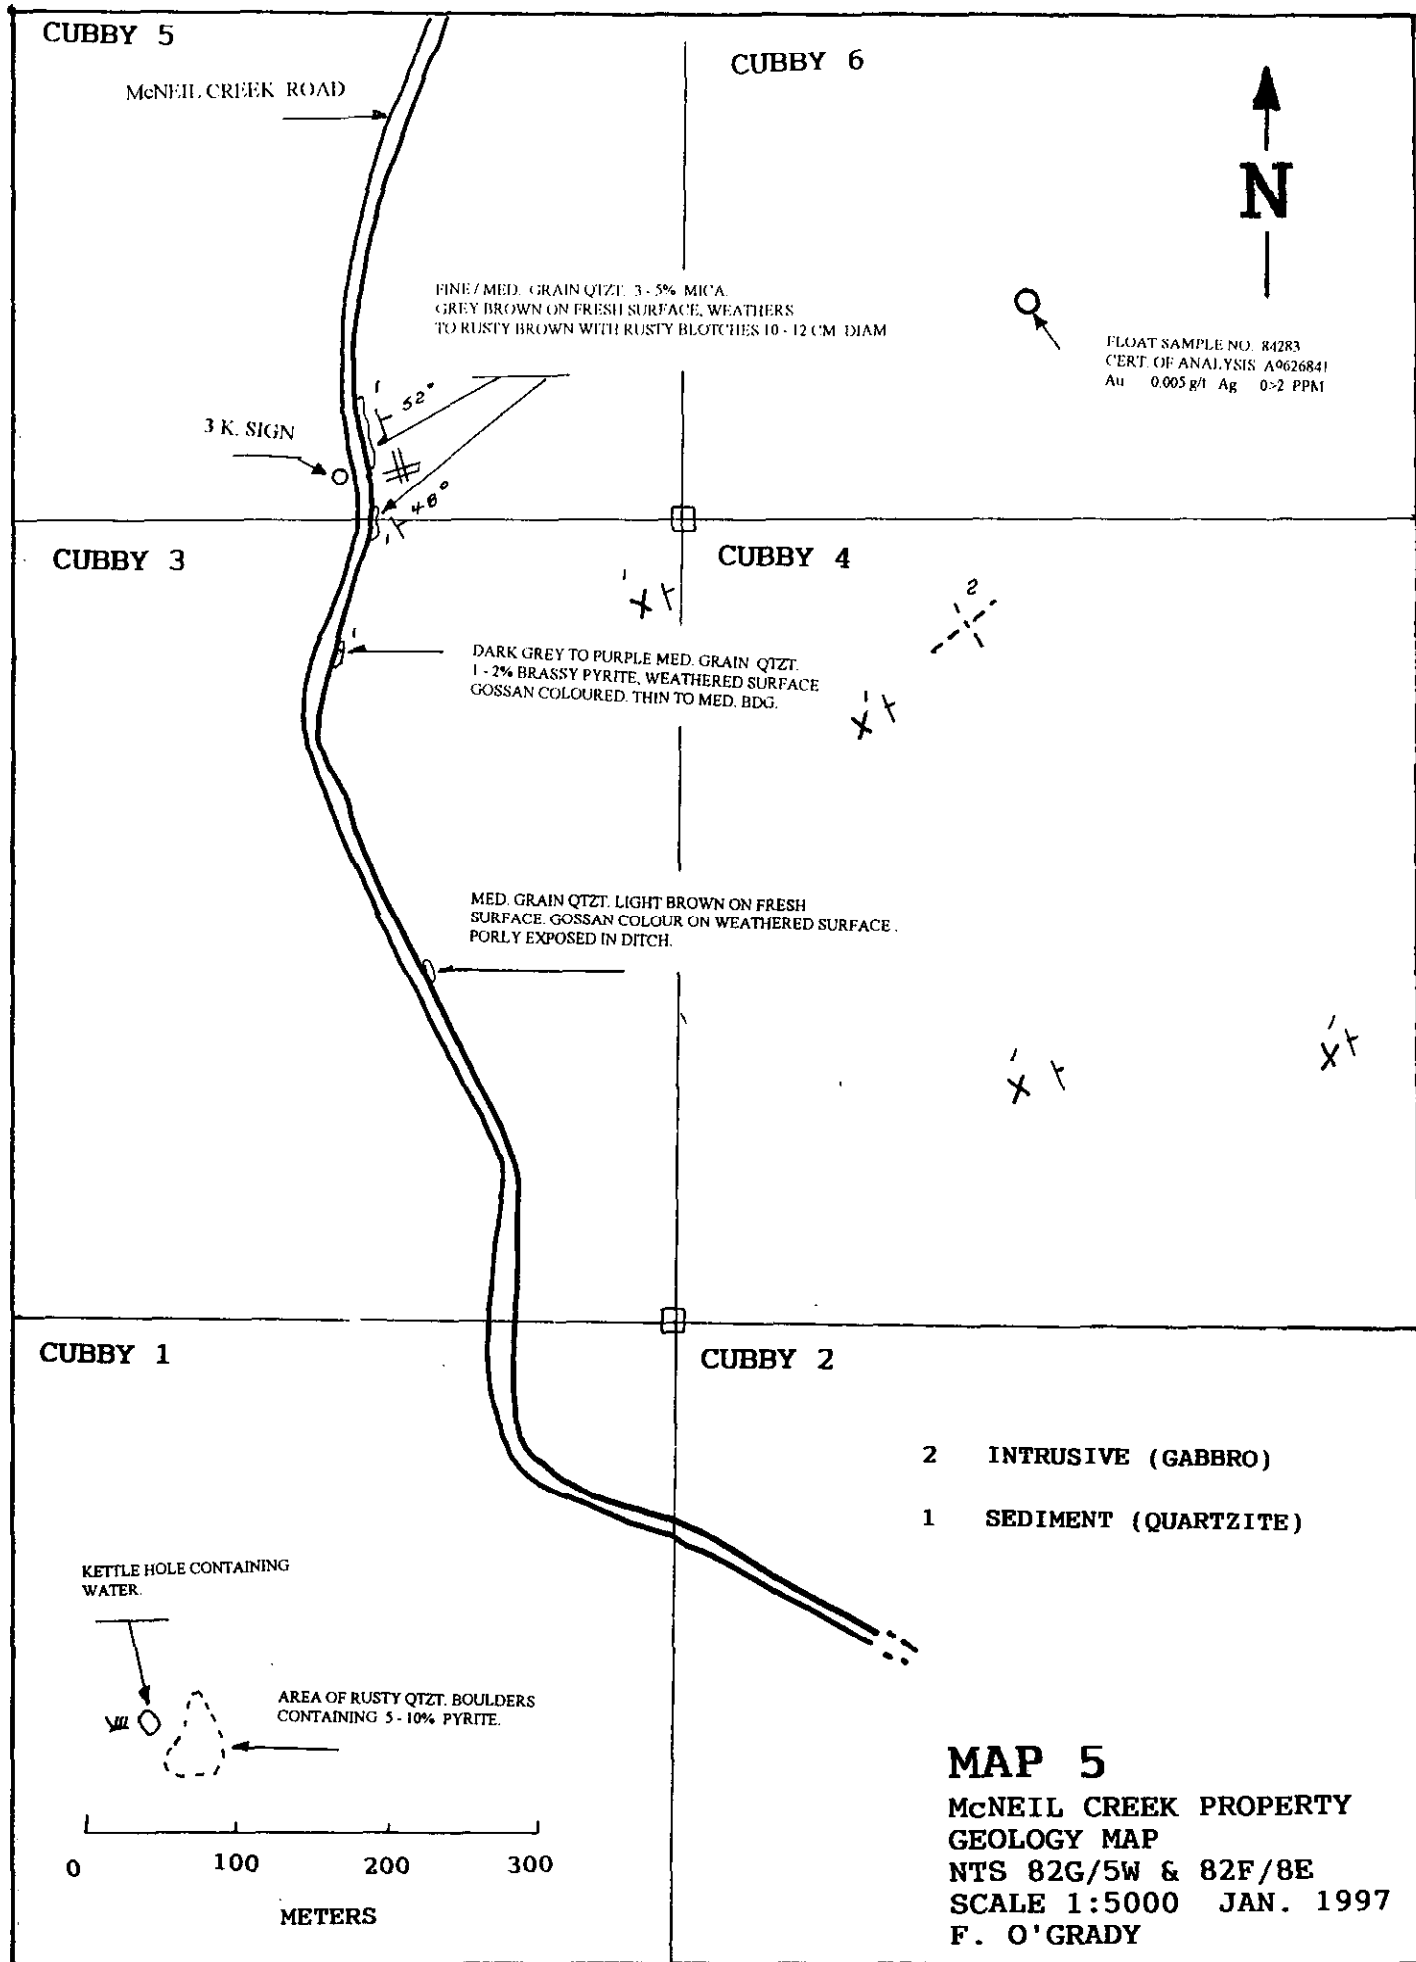 CUBBY 5
CUBBY 6
McNEIL CREEK ROAD
N
FINE / MED. GRAIN QTZT. 3 - 5% MICA.
GREY BROWN ON FRESH SURFACE, WEATHERS
TO RUSTY BROWN WITH RUSTY BLOTCHES 10 - 12 CM DIAM
FLOAT SAMPLE NO. 84283
CERT. OF ANALYSIS A9626841
Au 0.005 g/t Ag 0>2 PPM
1
52°
3 K. SIGN
48°
1
CUBBY 3
CUBBY 4
1
2
1
DARK GREY TO PURPLE MED. GRAIN QTZT.
1 - 2% BRASSY PYRITE, WEATHERED SURFACE
GOSSAN COLOURED. THIN TO MED. BDG.
1
MED. GRAIN QTZT. LIGHT BROWN ON FRESH
SURFACE. GOSSAN COLOUR ON WEATHERED SURFACE .
PORLY EXPOSED IN DITCH.
1
1
CUBBY 1
CUBBY 2
2 INTRUSIVE (GABBRO)
1 SEDIMENT (QUARTZITE)
KETTLE HOLE CONTAINING
WATER.
AREA OF RUSTY QTZT. BOULDERS
CONTAINING 5 - 10% PYRITE.
0 100 200 300
METERS
MAP 5
McNEIL CREEK PROPERTY
GEOLOGY MAP
NTS 82G/5W & 82F/8E
SCALE 1:5000 JAN. 1997
F. O'GRADY